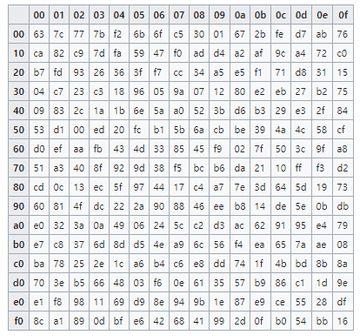 00 01 02 03 04 05 06 07 08 09 0a 0b 0c 0d 0e 0f
00 63 7c 77 7b f2 6b 6f c5 30 01 67 2b fe d7 ab 76
10 ca 82 c9 7d fa 59 47 f0 ad d4 a2 af 9c a4 72 c0
20 b7 fd 93 26 36 3f f7 cc 34 a5 e5 f1 71 d8 31 15
30 04 c7 23 c3 18 96 05 9a 07 12 80 e2 eb 27 b2 75
40 09 83 2c 1a 1b 6e 5a a0 52 3b d6 b3 29 e3 2f 84
50 53 d1 00 ed 20 fc b1 5b 6a cb be 39 4a 4c 58 cf
60 d0 ef aa fb 43 4d 33 85 45 f9 02 7f 50 3c 9f a8
70 51 a3 40 8f 92 9d 38 f5 bc b6 da 21 10 ff f3 d2
80 cd 0c 13 ec 5f 97 44 17 c4 a7 7e 3d 64 5d 19 73
90 60 81 4f dc 22 2a 90 88 46 ee b8 14 de 5e 0b db
a0 e0 32 3a 0a 49 06 24 5c c2 d3 ac 62 91 95 e4 79
b0 e7 c8 37 6d 8d d5 4e a9 6c 56 f4 ea 65 7a ae 08
c0 ba 78 25 2e 1c a6 b4 c6 e8 dd 74 1f 4b bd 8b 8a
d0 70 3e b5 66 48 03 f6 0e 61 35 57 b9 86 c1 1d 9e
e0 e1 f8 98 11 69 d9 8e 94 9b 1e 87 e9 ce 55 28 df
f0 8c a1 89 0d bf e6 42 68 41 99 2d 0f b0 54 bb 16